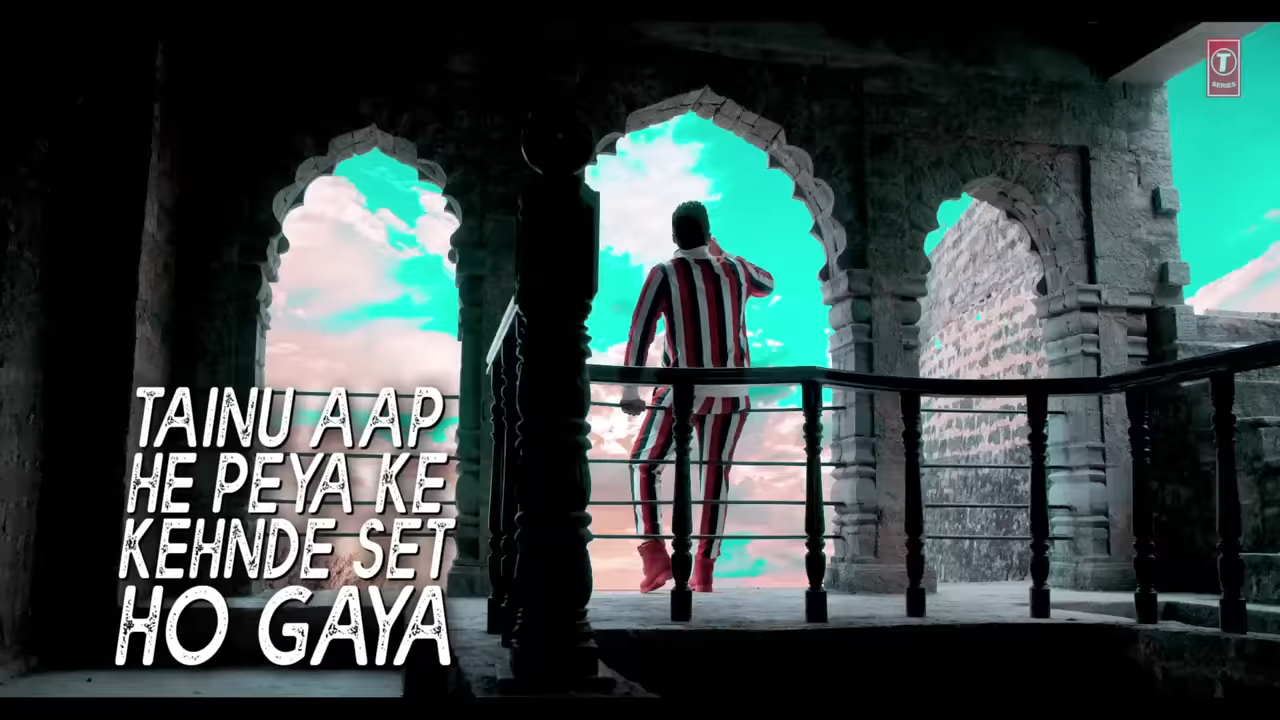 T
SERIES
TAINU AAP
HE PEYA KE
KEHNDE SET
HO GAYA